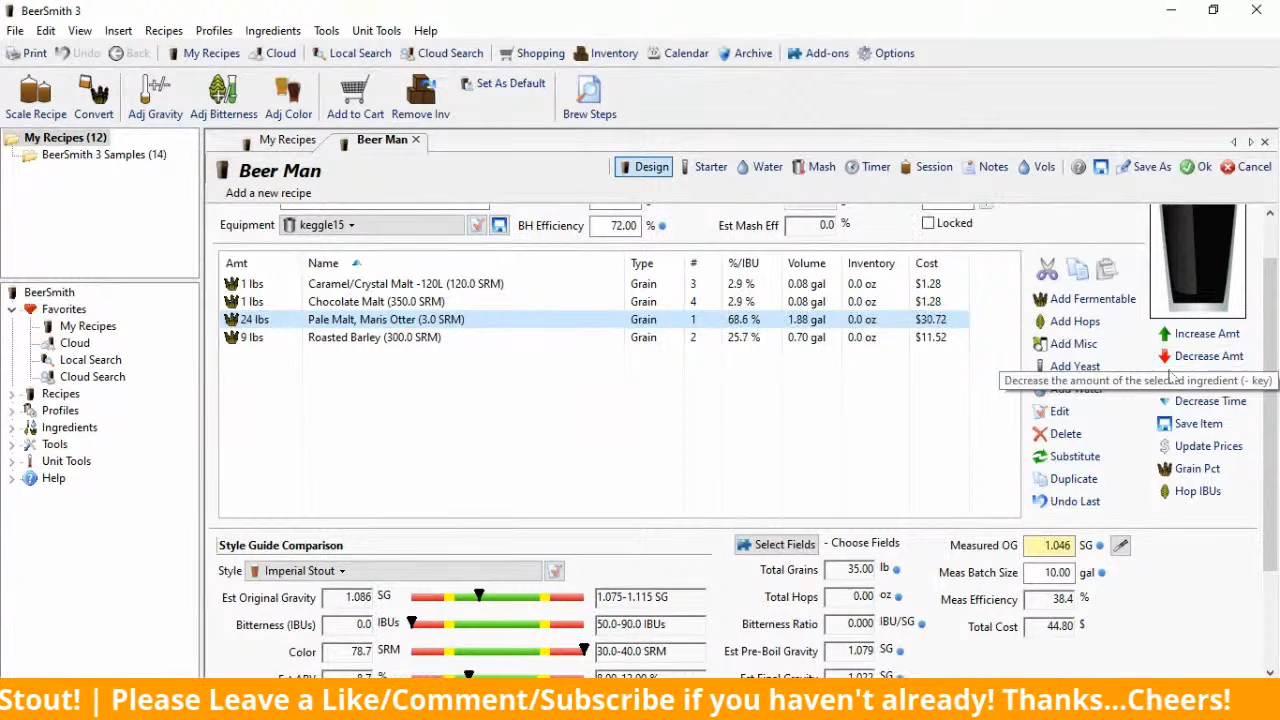 BeerSmith 3
File Edit View Insert Recipes Profiles Ingredients Tools Unit Tools Help
Print Undo Back My Recipes Cloud Local Search Cloud Search Shopping Inventory Calendar Archive Add-ons Options
Scale Recipe Convert Adj Gravity Adj Bitterness Adj Color Add to Cart Remove Inv Set As Default Brew Steps
My Recipes (12)
BeerSmith 3 Samples (14)
BeerSmith
Favorites
My Recipes
Cloud
Local Search
Cloud Search
Recipes
Profiles
Ingredients
Tools
Unit Tools
Help
My Recipes Beer Man
Beer Man
Design Starter Water Mash Timer Session Notes Vols Save As Ok Cancel
Add a new recipe
Equipment keggle15 BH Efficiency 72.00 % Est Mash Eff 0.0 % Locked
Amt Name Type # %/IBU Volume Inventory Cost
1 lbs Caramel/Crystal Malt -120L (120.0 SRM) Grain 3 2.9 % 0.08 gal 0.0 oz $1.28
1 lbs Chocolate Malt (350.0 SRM) Grain 4 2.9 % 0.08 gal 0.0 oz $1.28
24 lbs Pale Malt, Maris Otter (3.0 SRM) Grain 1 68.6 % 1.88 gal 0.0 oz $30.72
9 lbs Roasted Barley (300.0 SRM) Grain 2 25.7 % 0.70 gal 0.0 oz $11.52
Add Fermentable
Add Hops
Add Misc
Add Yeast
Edit
Delete
Substitute
Duplicate
Undo Last
Increase Amt
Decrease Amt
Decrease the amount of the selected ingredient (- key)
Decrease Time
Save Item
Update Prices
Grain Pct
Hop IBUs
Style Guide Comparison
Style Imperial Stout
Est Original Gravity 1.086 SG 1.075-1.115 SG
Bitterness (IBUs) 0.0 IBUs 50.0-90.0 IBUs
Color 78.7 SRM 30.0-40.0 SRM
Select Fields - Choose Fields
Total Grains 35.00 lb
Total Hops 0.00 oz
Bitterness Ratio 0.000 IBU/SG
Est Pre-Boil Gravity 1.079 SG
Measured OG 1.046 SG
Meas Batch Size 10.00 gal
Meas Efficiency 38.4 %
Total Cost 44.80 $
Stout! | Please Leave a Like/Comment/Subscribe if you haven't already! Thanks...Cheers!